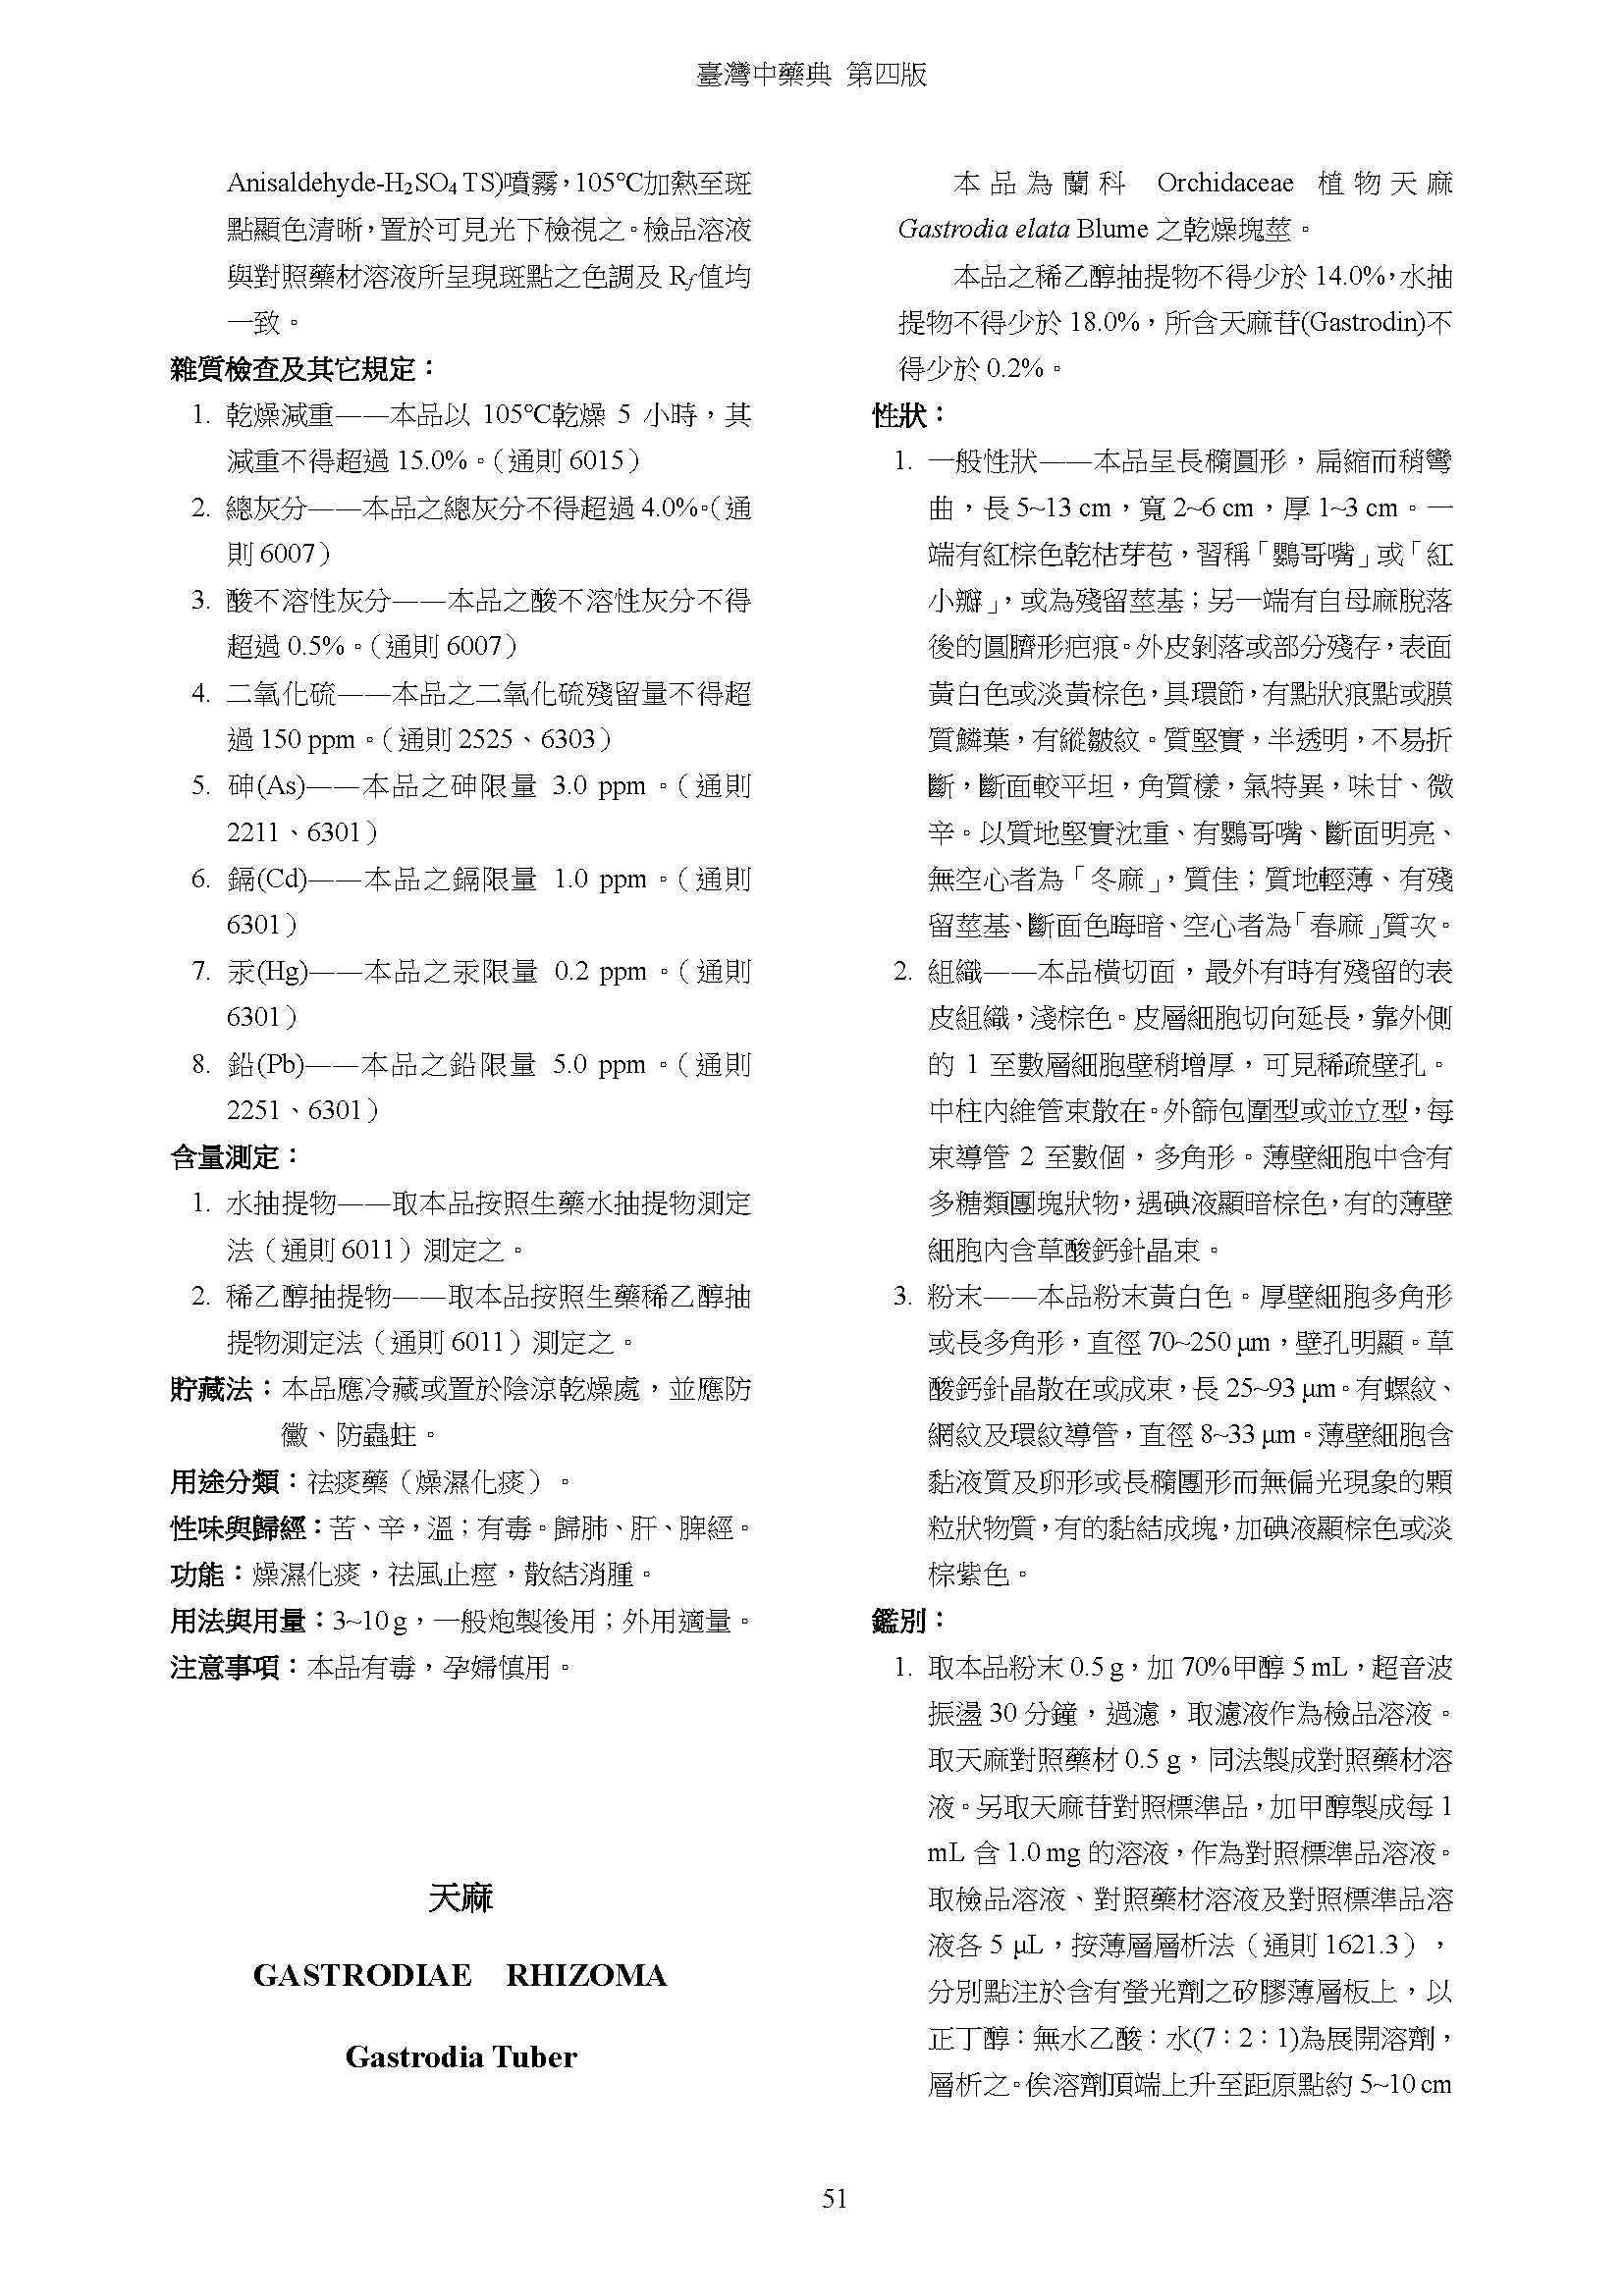 臺灣中藥典 第四版
Anisaldehyde-H₂SO₄ TS)噴霧，105℃加熱至斑
點顯色清晰，置於可見光下檢視之。檢品溶液
與對照藥材溶液所呈現斑點之色調及 Rf值均
一致。
雜質檢查及其它規定：
1. 乾燥減重——本品以 105℃乾燥 5 小時，其
減重不得超過 15.0%。（通則 6015）
2. 總灰分——本品之總灰分不得超過 4.0%。（通
則 6007）
3. 酸不溶性灰分——本品之酸不溶性灰分不得
超過 0.5%。（通則 6007）
4. 二氧化硫——本品之二氧化硫殘留量不得超
過 150 ppm。（通則 2525、6303）
5. 砷(As)——本品之砷限量 3.0 ppm。（通則
2211、6301）
6. 鎘(Cd)——本品之鎘限量 1.0 ppm。（通則
6301）
7. 汞(Hg)——本品之汞限量 0.2 ppm。（通則
6301）
8. 鉛(Pb)——本品之鉛限量 5.0 ppm。（通則
2251、6301）
含量測定：
1. 水抽提物——取本品按照生藥水抽提物測定
法（通則 6011）測定之。
2. 稀乙醇抽提物——取本品按照生藥稀乙醇抽
提物測定法（通則 6011）測定之。
貯藏法：本品應冷藏或置於陰涼乾燥處，並應防
黴、防蟲蛀。
用途分類：祛痰藥（燥濕化痰）。
性味與歸經：苦、辛，溫；有毒。歸肺、肝、脾經。
功能：燥濕化痰，祛風止痙，散結消腫。
用法與用量：3~10 g，一般炮製後用；外用適量。
注意事項：本品有毒，孕婦慎用。
天麻
GASTRODIAE RHIZOMA
Gastrodia Tuber
本品為蘭科 Orchidaceae 植物天麻
Gastrodia elata Blume 之乾燥塊莖。
本品之稀乙醇抽提物不得少於 14.0%，水抽
提物不得少於 18.0%，所含天麻苷(Gastrodin)不
得少於 0.2%。
性狀：
1. 一般性狀——本品呈長橢圓形，扁縮而稍彎
曲，長 5~13 cm，寬 2~6 cm，厚 1~3 cm。一
端有紅棕色乾枯芽苞，習稱「鸚哥嘴」或「紅
小瓣」，或為殘留莖基；另一端有自母麻脫落
後的圓臍形疤痕。外皮剝落或部分殘存，表面
黃白色或淡黃棕色，具環節，有點狀痕點或膜
質鱗葉，有縱皺紋。質堅實，半透明，不易折
斷，斷面較平坦，角質樣，氣特異，味甘、微
辛。以質地堅實沈重、有鸚哥嘴、斷面明亮、
無空心者為「冬麻」，質佳；質地輕薄、有殘
留莖基、斷面色晦暗、空心者為「春麻」質次。
2. 組織——本品橫切面，最外有時有殘留的表
皮組織，淺棕色。皮層細胞切向延長，靠外側
的 1 至數層細胞壁稍增厚，可見稀疏壁孔。
中柱內維管束散在。外篩包圍型或並立型，每
束導管 2 至數個，多角形。薄壁細胞中含有
多糖類團塊狀物，遇碘液顯暗棕色，有的薄壁
細胞內含草酸鈣針晶束。
3. 粉末——本品粉末黃白色。厚壁細胞多角形
或長多角形，直徑 70~250 μm，壁孔明顯。草
酸鈣針晶散在或成束，長 25~93 μm。有螺紋、
網紋及環紋導管，直徑 8~33 μm。薄壁細胞含
黏液質及卵形或長橢團形而無偏光現象的顆
粒狀物質，有的黏結成塊，加碘液顯棕色或淡
棕紫色。
鑑別：
1. 取本品粉末 0.5 g，加 70%甲醇 5 mL，超音波
振盪 30 分鐘，過濾，取濾液作為檢品溶液。
取天麻對照藥材 0.5 g，同法製成對照藥材溶
液。另取天麻苷對照標準品，加甲醇製成每 1
mL 含 1.0 mg 的溶液，作為對照標準品溶液。
取檢品溶液、對照藥材溶液及對照標準品溶
液各 5 μL，按薄層層析法（通則 1621.3），
分別點注於含有螢光劑之矽膠薄層板上，以
正丁醇：無水乙酸：水(7：2：1)為展開溶劑，
層析之。俟溶劑頂端上升至距原點約 5~10 cm
51